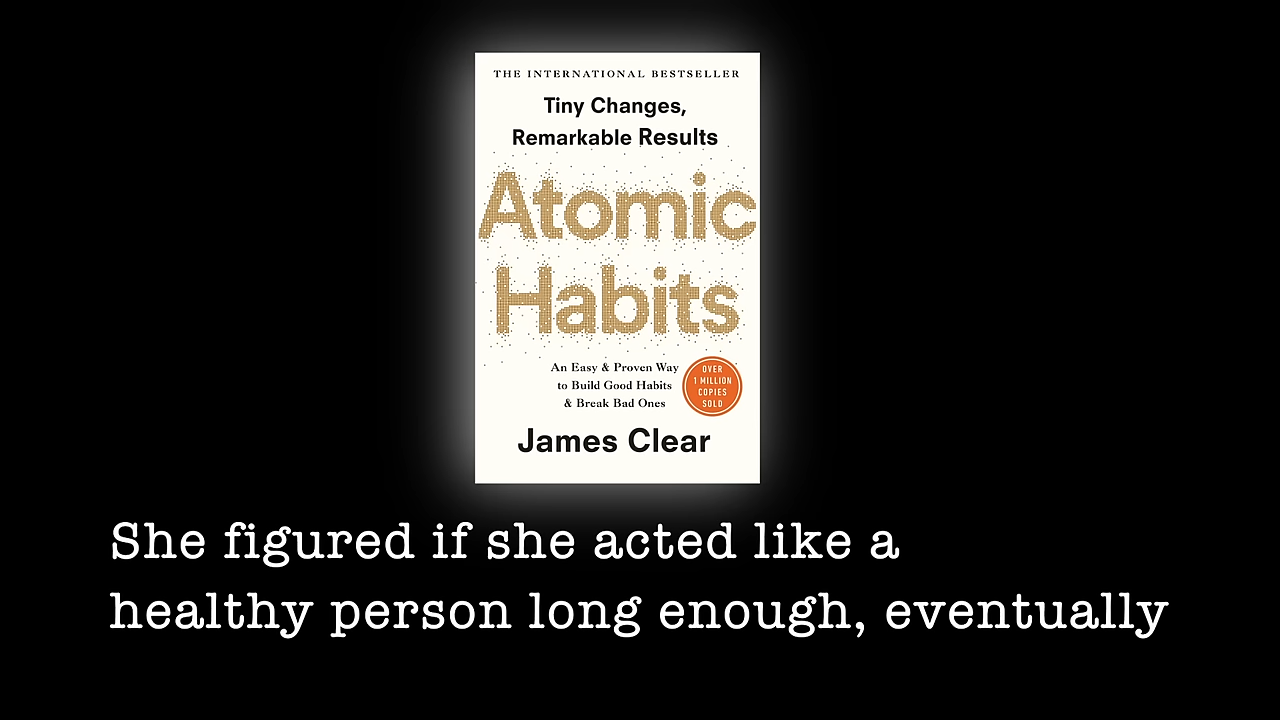 THE INTERNATIONAL BESTSELLER
Tiny Changes,
Remarkable Results
Atomic
Habits
An Easy & Proven Way
to Build Good Habits
& Break Bad Ones
OVER
1 MILLION
COPIES
SOLD
James Clear
She figured if she acted like a
healthy person long enough, eventually